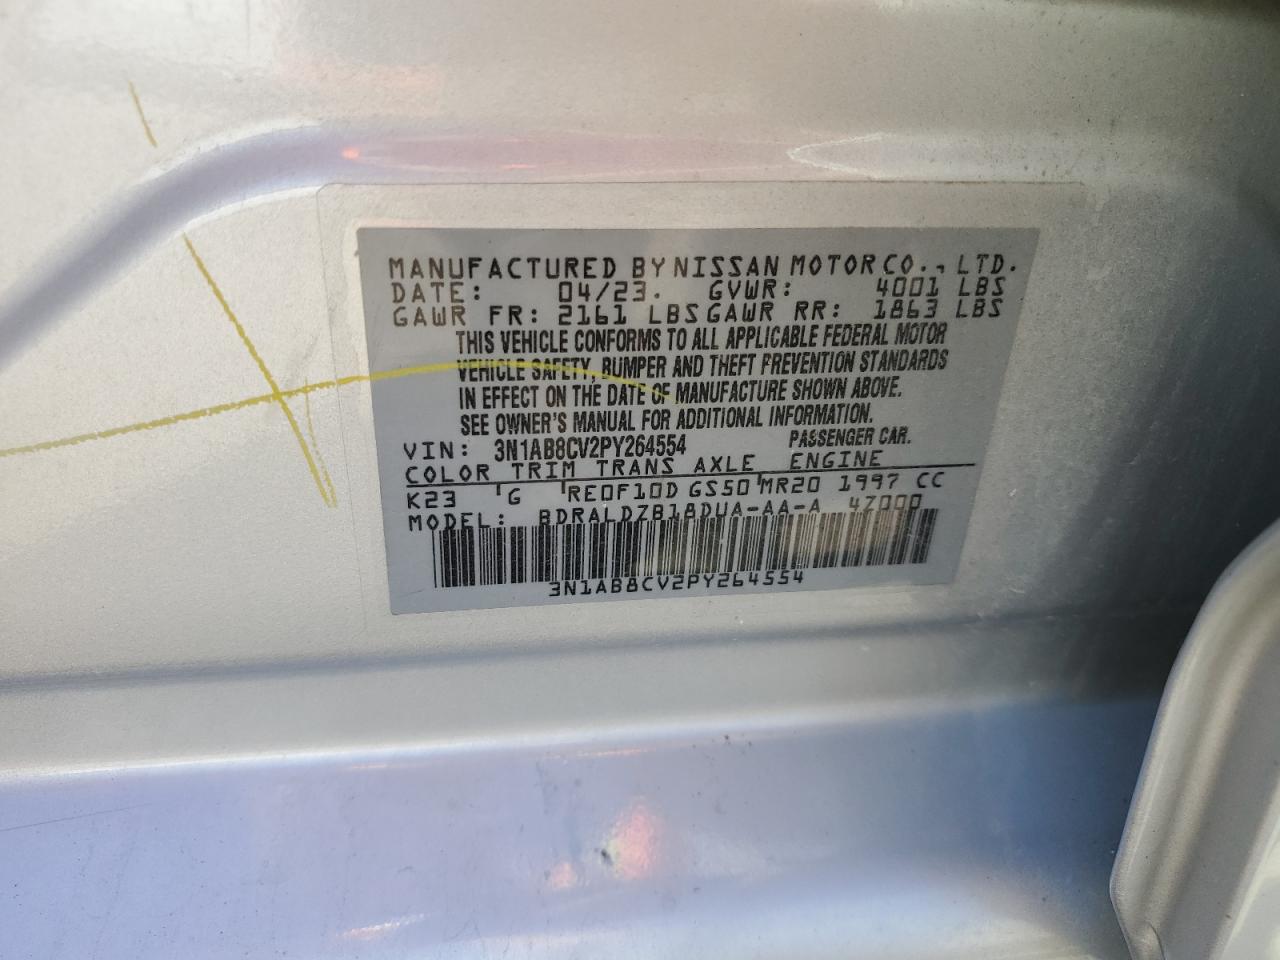 MANUFACTURED BY NISSAN MOTOR CO., LTD.
DATE: 04/23. GVWR: 4001 LBS
GAWR FR: 2161 LBS GAWR RR: 1863 LBS
THIS VEHICLE CONFORMS TO ALL APPLICABLE FEDERAL MOTOR
VEHICLE SAFETY, BUMPER AND THEFT PREVENTION STANDARDS
IN EFFECT ON THE DATE OF MANUFACTURE SHOWN ABOVE.
SEE OWNER'S MANUAL FOR ADDITIONAL INFORMATION.
VIN: 3N1AB8CV2PY264554 PASSENGER CAR.
COLOR TRIM TRANS AXLE ENGINE
K23 G RE0F10D GS50 MR20 1997 CC
MODEL: BDRALDZB18DUA-AA-A 4Z000
3N1AB8CV2PY264554